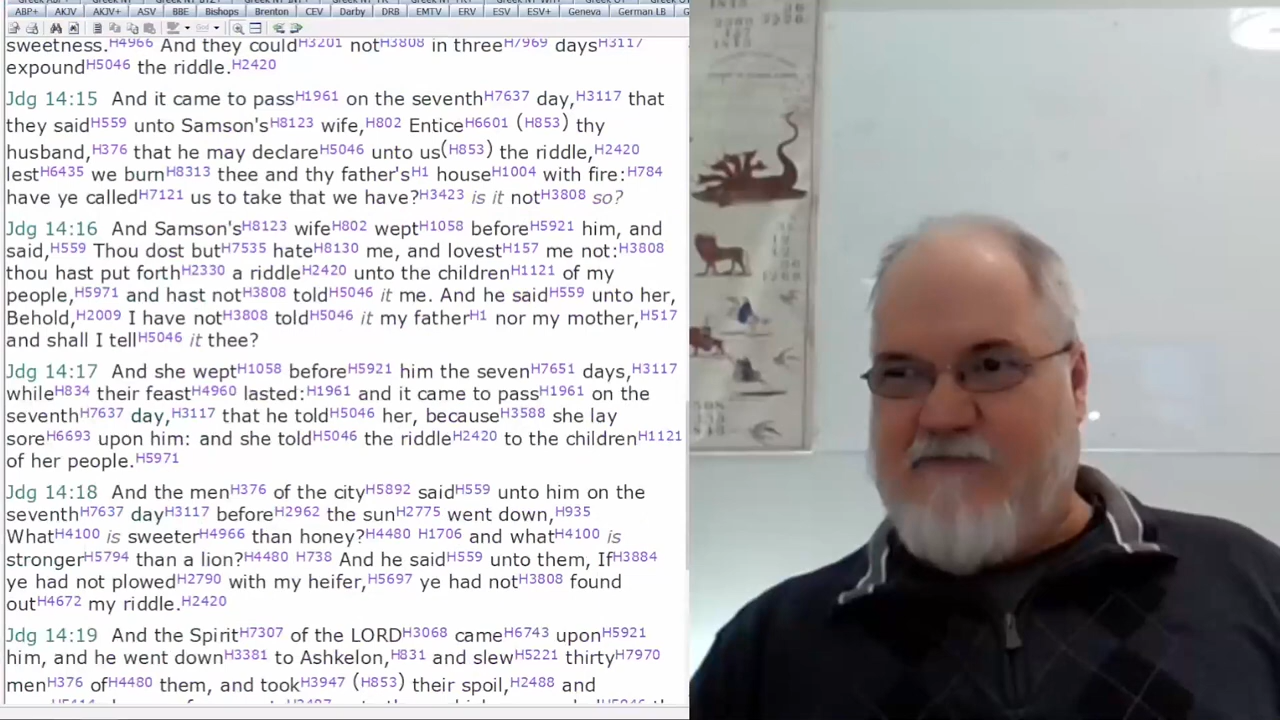 AKJV AKJV+ ASV BBE Bishops Brenton CEV Darby DRB EMTV ERV ESV ESV+ Geneva German LB
sweetness.H4966 And they could H3201 not H3808 in three H7969 days H3117
expound H5046 the riddle.H2420
Jdg 14:15 And it came to pass H1961 on the seventh H7637 day,H3117 that
they said H559 unto Samson's H8123 wife,H802 Entice H6601 (H853) thy
husband,H376 that he may declare H5046 unto us(H853) the riddle,H2420
lest H6435 we burn H8313 thee and thy father's H1 house H1004 with fire:H784
have ye called H7121 us to take that we have?H3423 is it not H3808 so?
Jdg 14:16 And Samson's H8123 wife H802 wept H1058 before H5921 him, and
said,H559 Thou dost but H7535 hate H8130 me, and lovest H157 me not:H3808
thou hast put forth H2330 a riddle H2420 unto the children H1121 of my
people,H5971 and hast not H3808 told H5046 it me. And he said H559 unto her,
Behold,H2009 I have not H3808 told H5046 it my father H1 nor my mother,H517
and shall I tell H5046 it thee?
Jdg 14:17 And she wept H1058 before H5921 him the seven H7651 days,H3117
while H834 their feast H4960 lasted:H1961 and it came to pass H1961 on the
seventh H7637 day,H3117 that he told H5046 her, because H3588 she lay
sore H6693 upon him: and she told H5046 the riddle H2420 to the children H1121
of her people.H5971
Jdg 14:18 And the men H376 of the city H5892 said H559 unto him on the
seventh H7637 day H3117 before H2962 the sun H2775 went down,H935
What H4100 is sweeter H4966 than honey?H4480 H1706 and what H4100 is
stronger H5794 than a lion?H4480 H738 And he said H559 unto them, If H3884
ye had not plowed H2790 with my heifer,H5697 ye had not H3808 found
out H4672 my riddle.H2420
Jdg 14:19 And the Spirit H7307 of the LORD H3068 came H6743 upon H5921
him, and he went down H3381 to Ashkelon,H831 and slew H5221 thirty H7970
men H376 of H4480 them, and took H3947 (H853) their spoil,H2488 and